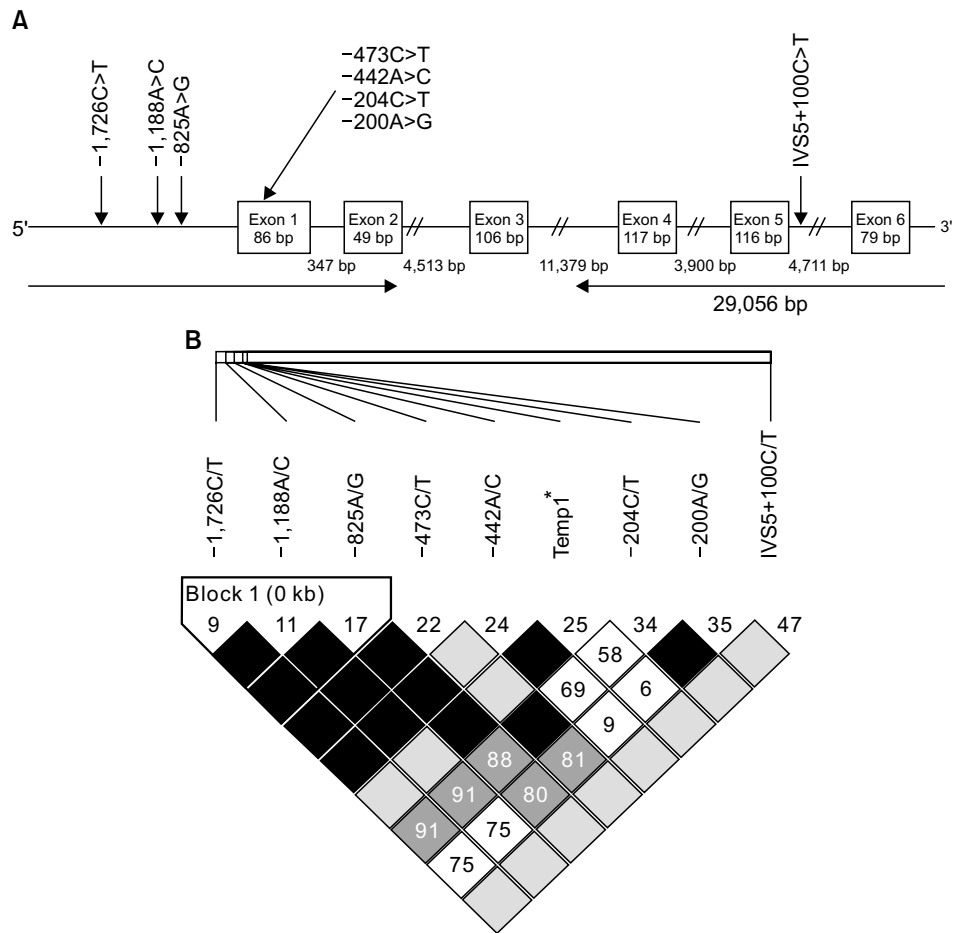 A
−1,726C>T
−1,188A>C
−825A>G
−473C>T
−442A>C
−204C>T
−200A>G
IVS5+100C>T
5'
Exon 1
86 bp
Exon 2
49 bp
Exon 3
106 bp
Exon 4
117 bp
Exon 5
116 bp
Exon 6
79 bp
3'
347 bp
4,513 bp
11,379 bp
3,900 bp
4,711 bp
29,056 bp
B
−1,726C/T
−1,188A/C
−825A/G
−473C/T
−442A/C
Temp1*
−204C/T
−200A/G
IVS5+100C/T
Block 1 (0 kb)
9 11 17 22 24 25 34 35 47
58
69 6
9
88 81
91 80
91 75
75